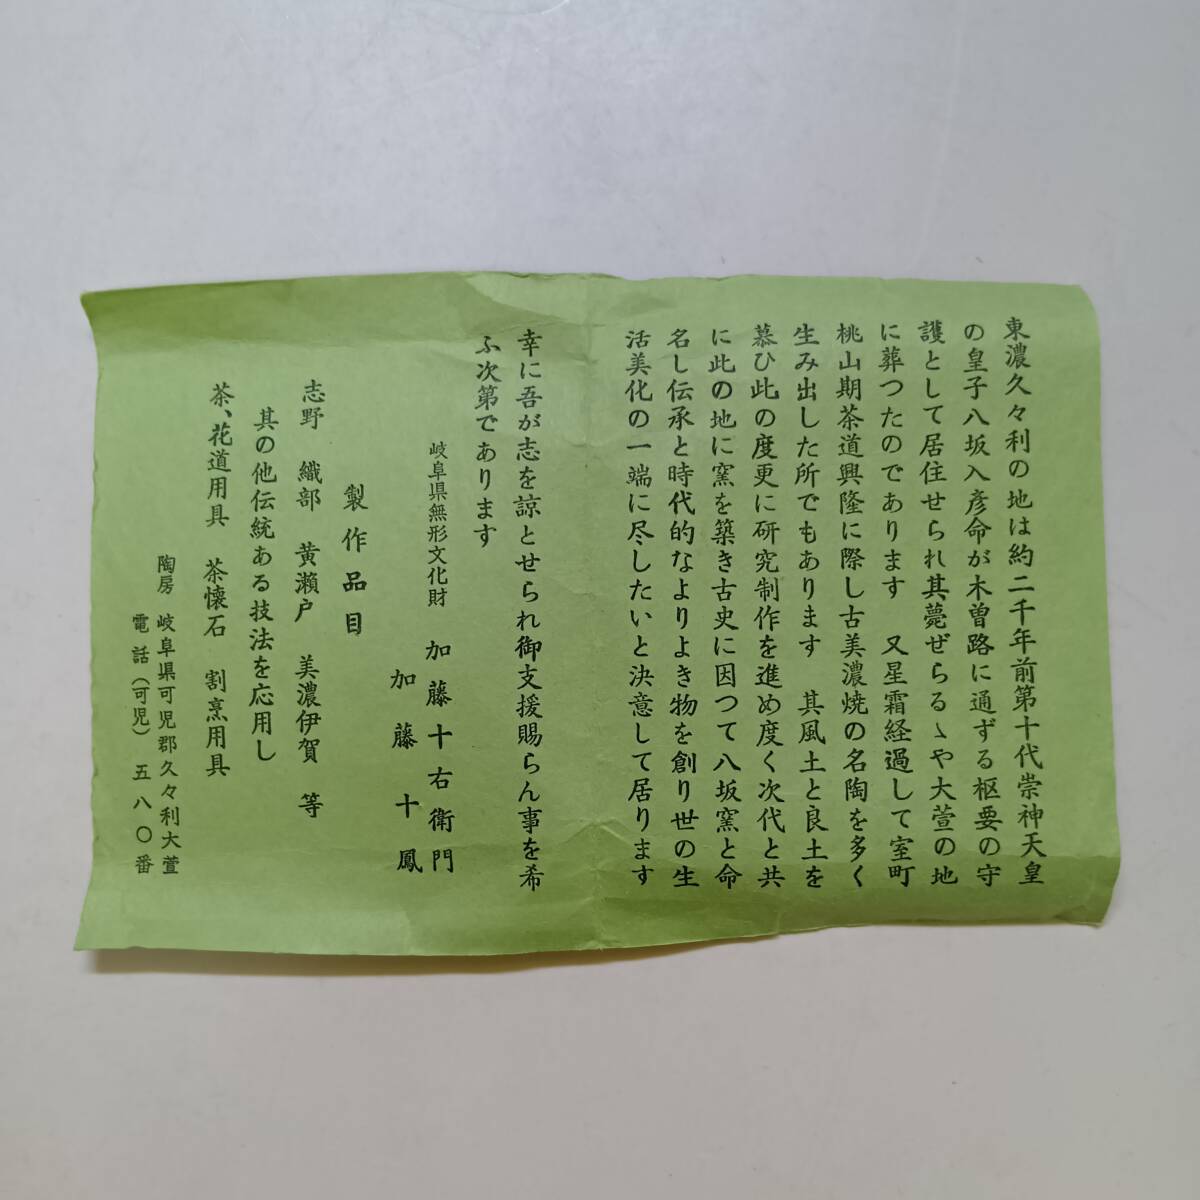 東濃久々利の地は約二千年前第十代崇神天皇
の皇子八坂入彦命が木曽路に通ずる枢要の守
護として居住せられ其薨ぜらるゝや大萱の地
に葬つたのであります　又星霜経過して室町
桃山期茶道興隆に際し古美濃焼の名陶を多く
生み出した所でもあります　其風土と良土を
慕ひ此の度更に研究制作を進め度く次代と共
に此の地に窯を築き古史に因つて八坂窯と命
名し伝承と時代的なよりよき物を創り世の生
活美化の一端に尽したいと決意して居ります
幸に吾が志を諒とせられ御支援賜らん事を希
ふ次第であります
岐阜県無形文化財　加藤十右衛門
加藤十鳳
製作品目
志野　織部　黄瀬戸　美濃伊賀　等
其の他伝統ある技法を応用し
茶、花道用具　茶懐石　割烹用具
陶房　岐阜県可児郡久々利大萱
電話（可児）五八〇番